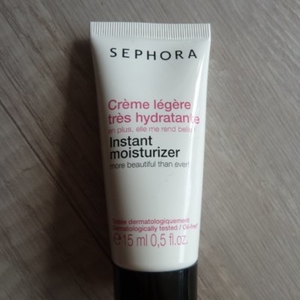 SEPHORA
Crème légère
très hydratante
en plus, elle me rend belle
Instant
moisturizer
more beautiful than ever!
Testée dermatologiquement
Dermatologically tested /
e 15 ml 0,5 fl.oz.